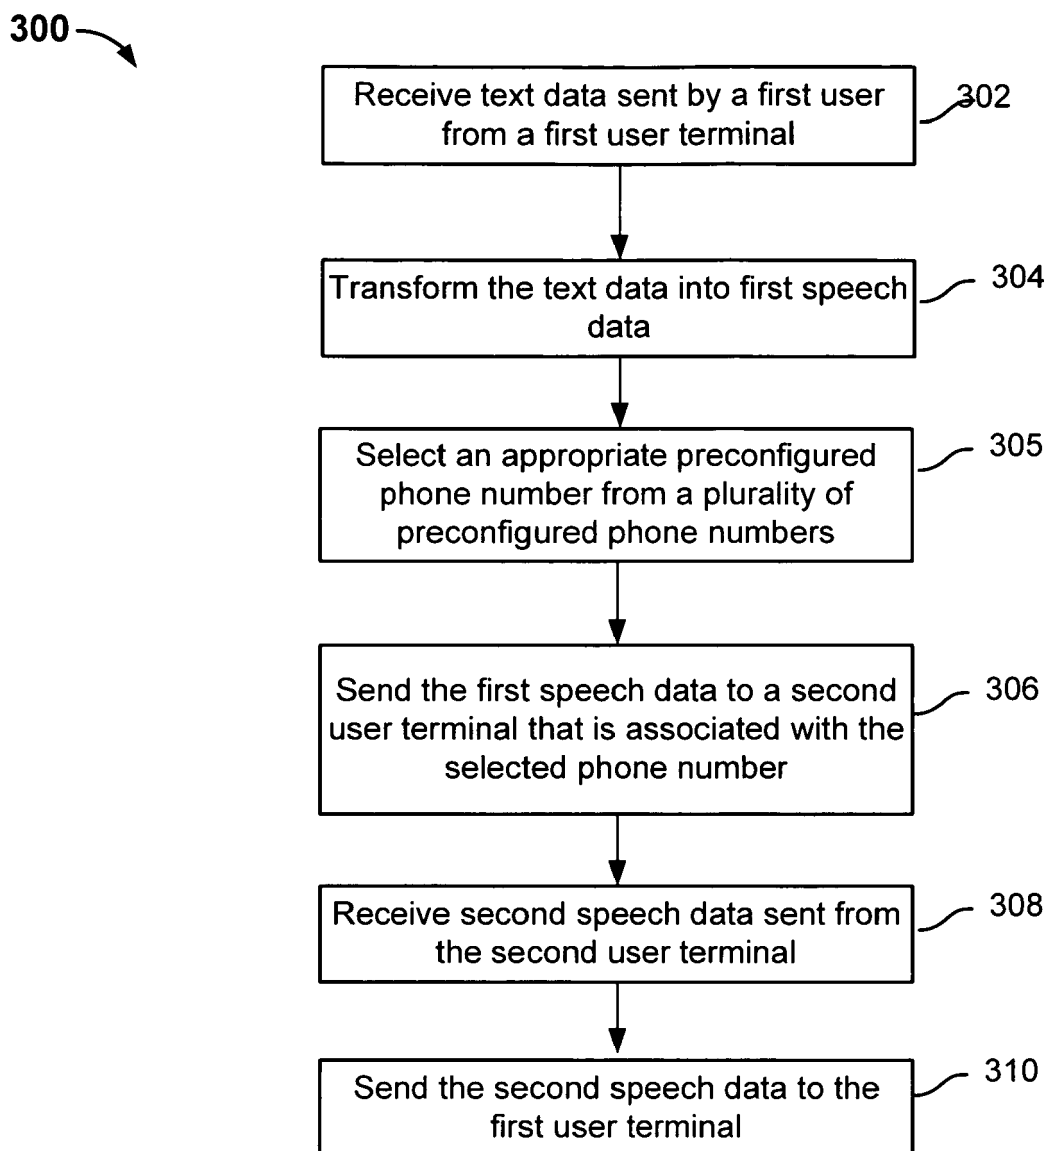 300
Receive text data sent by a first user
from a first user terminal
302
Transform the text data into first speech
data
304
Select an appropriate preconfigured
phone number from a plurality of
preconfigured phone numbers
305
Send the first speech data to a second
user terminal that is associated with the
selected phone number
306
Receive second speech data sent from
the second user terminal
308
Send the second speech data to the
first user terminal
310